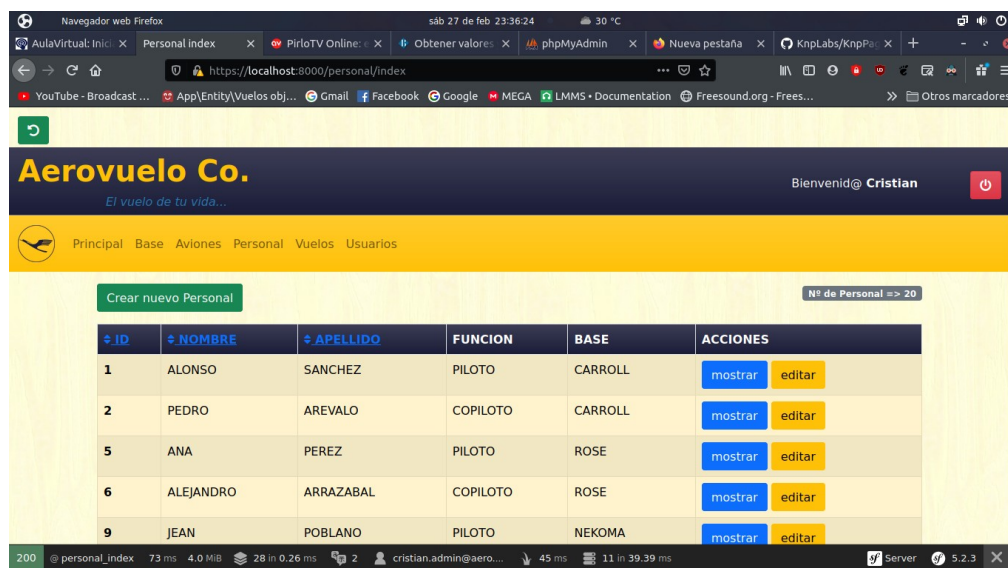 Navegador web Firefox sáb 27 de feb 23:36:24 30 °C
AulaVirtual: Inici Personal index PirloTV Online: e Obtener valores phpMyAdmin Nueva pestaña KnpLabs/KnpPag
https://localhost:8000/personal/index
YouTube - Broadcast ... App\Entity\Vuelos obj... Gmail Facebook Google MEGA LMMS • Documentation Freesound.org - Frees... Otros marcadores
Aerovuelo Co.
Bienvenid@ Cristian
El vuelo de tu vida...
Principal Base Aviones Personal Vuelos Usuarios
Crear nuevo Personal
Nº de Personal => 20
ID NOMBRE APELLIDO FUNCION BASE ACCIONES
1 ALONSO SANCHEZ PILOTO CARROLL mostrar editar
2 PEDRO AREVALO COPILOTO CARROLL mostrar editar
5 ANA PEREZ PILOTO ROSE mostrar editar
6 ALEJANDRO ARRAZABAL COPILOTO ROSE mostrar editar
9 JEAN POBLANO PILOTO NEKOMA mostrar editar
200 @ personal_index 73 ms 4.0 MiB 28 in 0.26 ms 2 cristian.admin@aero.... 45 ms 11 in 39.39 ms Server 5.2.3